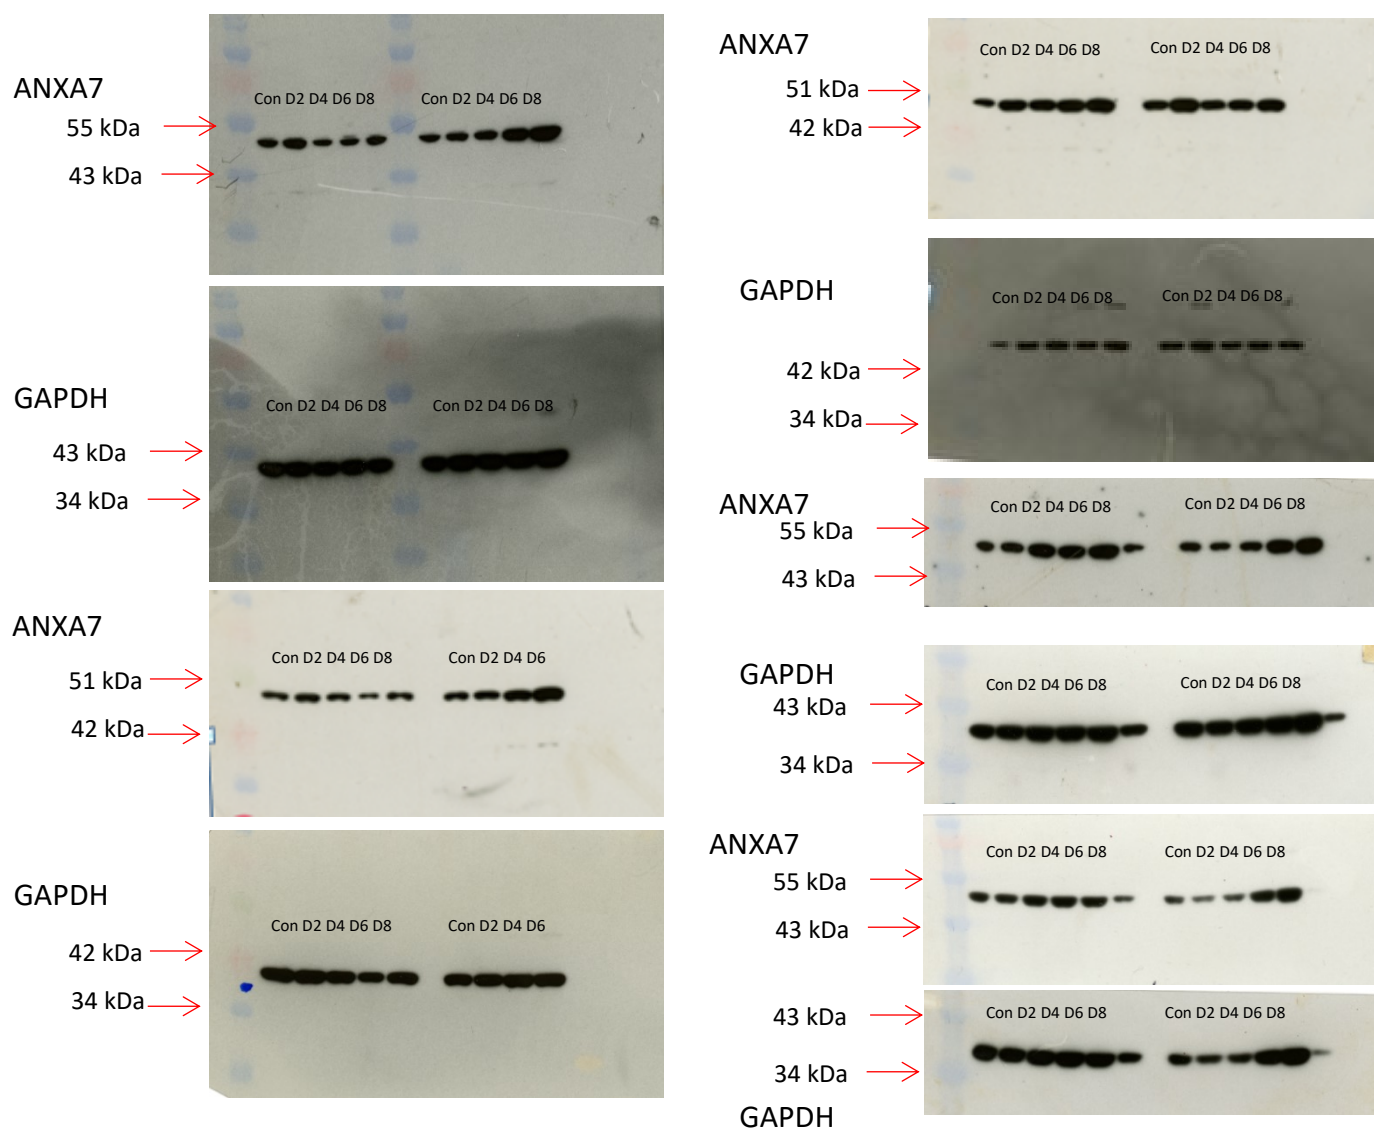 ANXA7
Con D2 D4 D6 D8 Con D2 D4 D6 D8
55 kDa
43 kDa
GAPDH
Con D2 D4 D6 D8 Con D2 D4 D6 D8
43 kDa
34 kDa
ANXA7
Con D2 D4 D6 D8 Con D2 D4 D6
51 kDa
42 kDa
GAPDH
Con D2 D4 D6 D8 Con D2 D4 D6
42 kDa
34 kDa
ANXA7
Con D2 D4 D6 D8 Con D2 D4 D6 D8
51 kDa
42 kDa
GAPDH
Con D2 D4 D6 D8 Con D2 D4 D6 D8
42 kDa
34 kDa
ANXA7
Con D2 D4 D6 D8 Con D2 D4 D6 D8
55 kDa
43 kDa
GAPDH
Con D2 D4 D6 D8 Con D2 D4 D6 D8
43 kDa
34 kDa
ANXA7
Con D2 D4 D6 D8 Con D2 D4 D6 D8
55 kDa
43 kDa
Con D2 D4 D6 D8 Con D2 D4 D6 D8
43 kDa
34 kDa
GAPDH